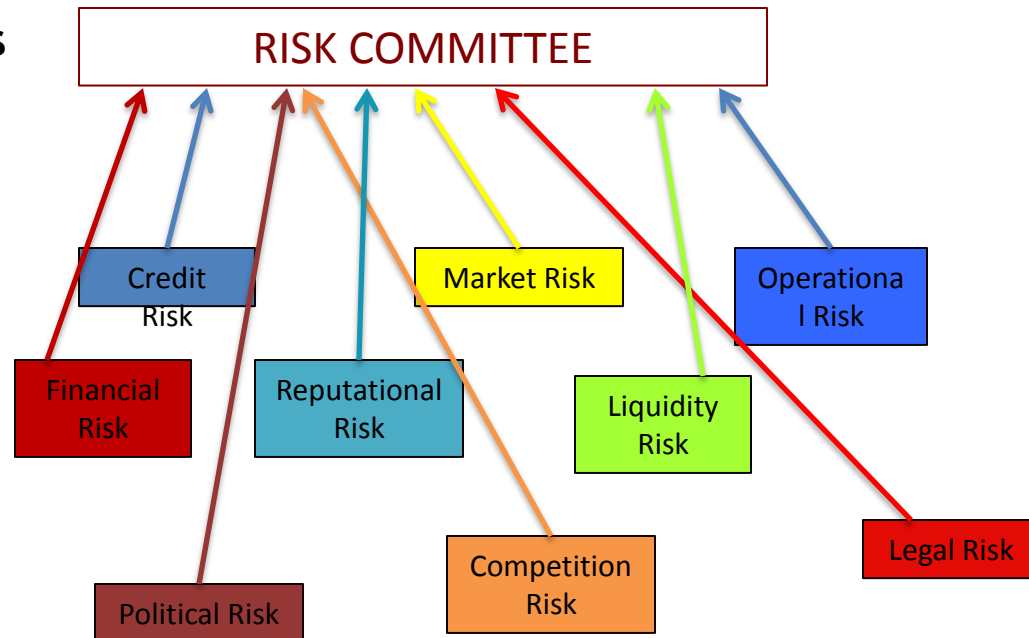 s
RISK COMMITTEE
Credit
Risk
Market Risk
Operationa
l Risk
Financial
Risk
Reputational
Risk
Liquidity
Risk
Legal Risk
Competition
Risk
Political Risk